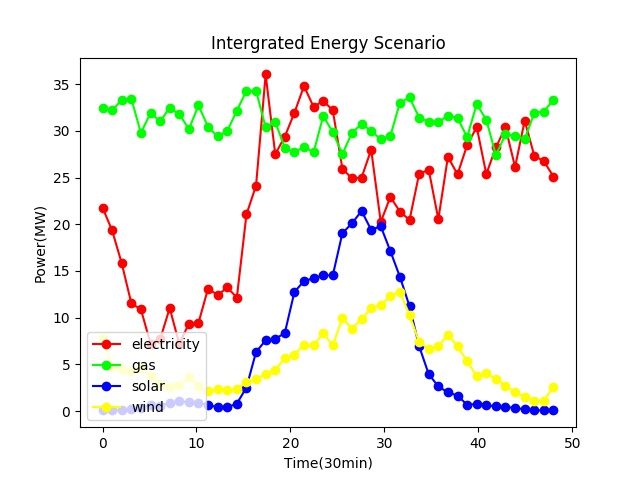 Intergrated Energy Scenario
Power(MW)
35
30
25
20
15
10
5
0
electricity
gas
solar
wind
0 10 20 30 40 50
Time(30min)